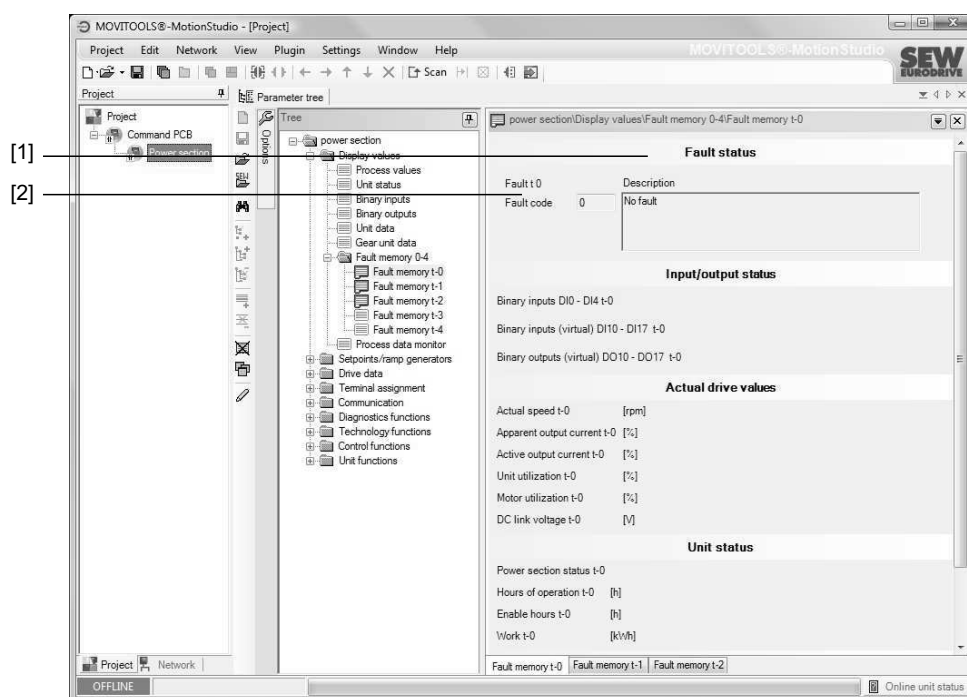 MOVITOOLS®-MotionStudio - [Project]
Project Edit Network View Plugin Settings Window Help
MOVITOOLS®-MotionStudio
SEW
EURODRIVE
Scan
Project
Parameter tree
Project
Command PCB
Power section
Options
SEW
Tree
power section
Display values
Process values
Unit status
Binary inputs
Binary outputs
Unit data
Gear unit data
Fault memory 0-4
Fault memory t-0
Fault memory t-1
Fault memory t-2
Fault memory t-3
Fault memory t-4
Process data monitor
Setpoints/ramp generators
Drive data
Terminal assignment
Communication
Diagnostics functions
Technology functions
Control functions
Unit functions
power section\Display values\Fault memory 0-4\Fault memory t-0
[1]
Fault status
Fault t 0 Description
[2]
Fault code 0 No fault
Input/output status
Binary inputs DI0 - DI4 t-0
Binary inputs (virtual) DI10 - DI17 t-0
Binary outputs (virtual) DO10 - DO17 t-0
Actual drive values
Actual speed t-0 [rpm]
Apparent output current t-0 [%]
Active output current t-0 [%]
Unit utilization t-0 [%]
Motor utilization t-0 [%]
DC link voltage t-0 [V]
Unit status
Power section status t-0
Hours of operation t-0 [h]
Enable hours t-0 [h]
Work t-0 [kWh]
Project Network
Fault memory t-0 Fault memory t-1 Fault memory t-2
OFFLINE
Online unit status